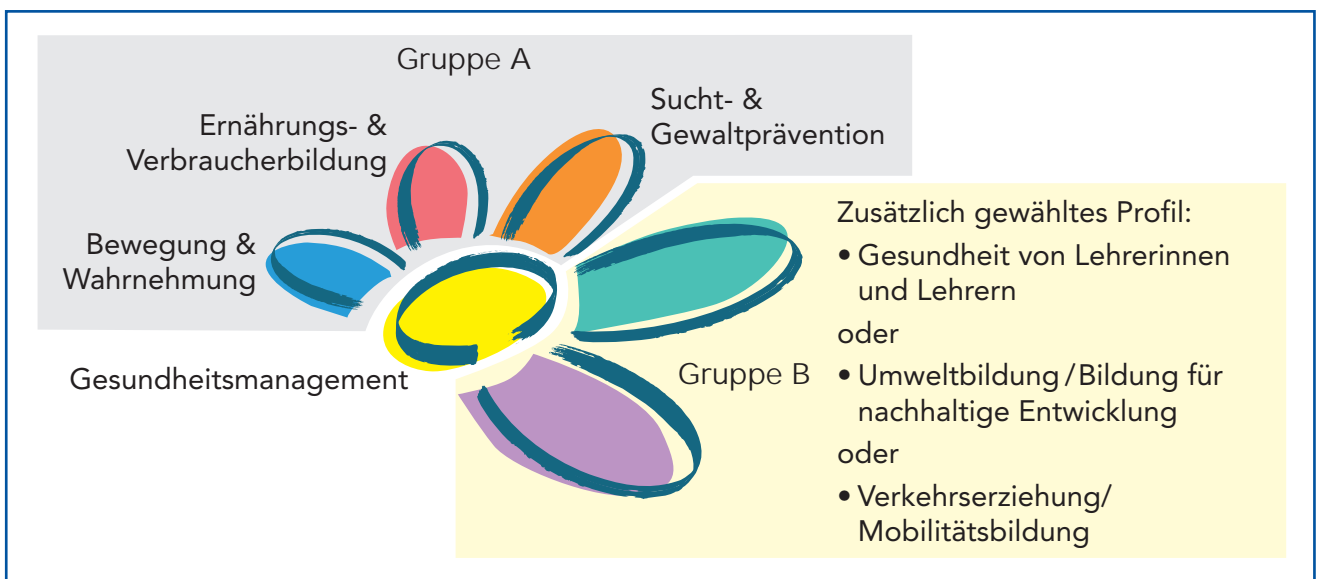 Gruppe A
Ernährungs- &
Verbraucherbildung
Sucht- &
Gewaltprävention
Bewegung &
Wahrnehmung
Gesundheitsmanagement
Gruppe B
Zusätzlich gewähltes Profil:
• Gesundheit von Lehrerinnen
und Lehrern
oder
• Umweltbildung / Bildung für
nachhaltige Entwicklung
oder
• Verkehrserziehung/
Mobilitätsbildung